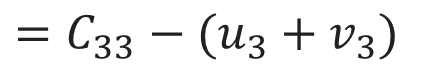 = C₃₃ − (u₃ + v₃)